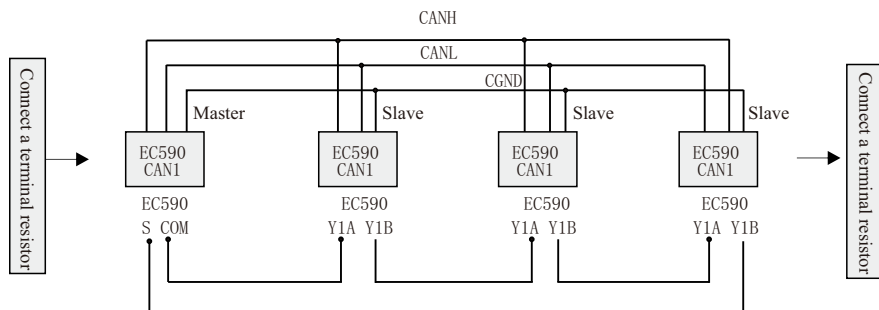 CANH
CANL
CGND
Connect a terminal resistor
Master
Slave
Slave
Slave
EC590
CAN1
EC590
CAN1
EC590
CAN1
EC590
CAN1
EC590
EC590
EC590
EC590
S COM
Y1A Y1B
Y1A Y1B
Y1A Y1B
Connect a terminal resistor